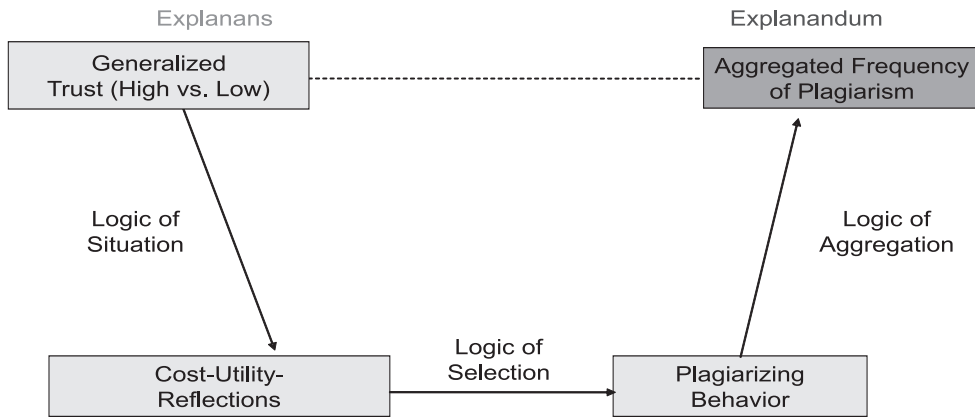 Explanans
Explanandum
Generalized
Trust (High vs. Low)
Aggregated Frequency
of Plagiarism
Logic of
Situation
Logic of
Aggregation
Logic of
Selection
Cost-Utility-
Reflections
Plagiarizing
Behavior